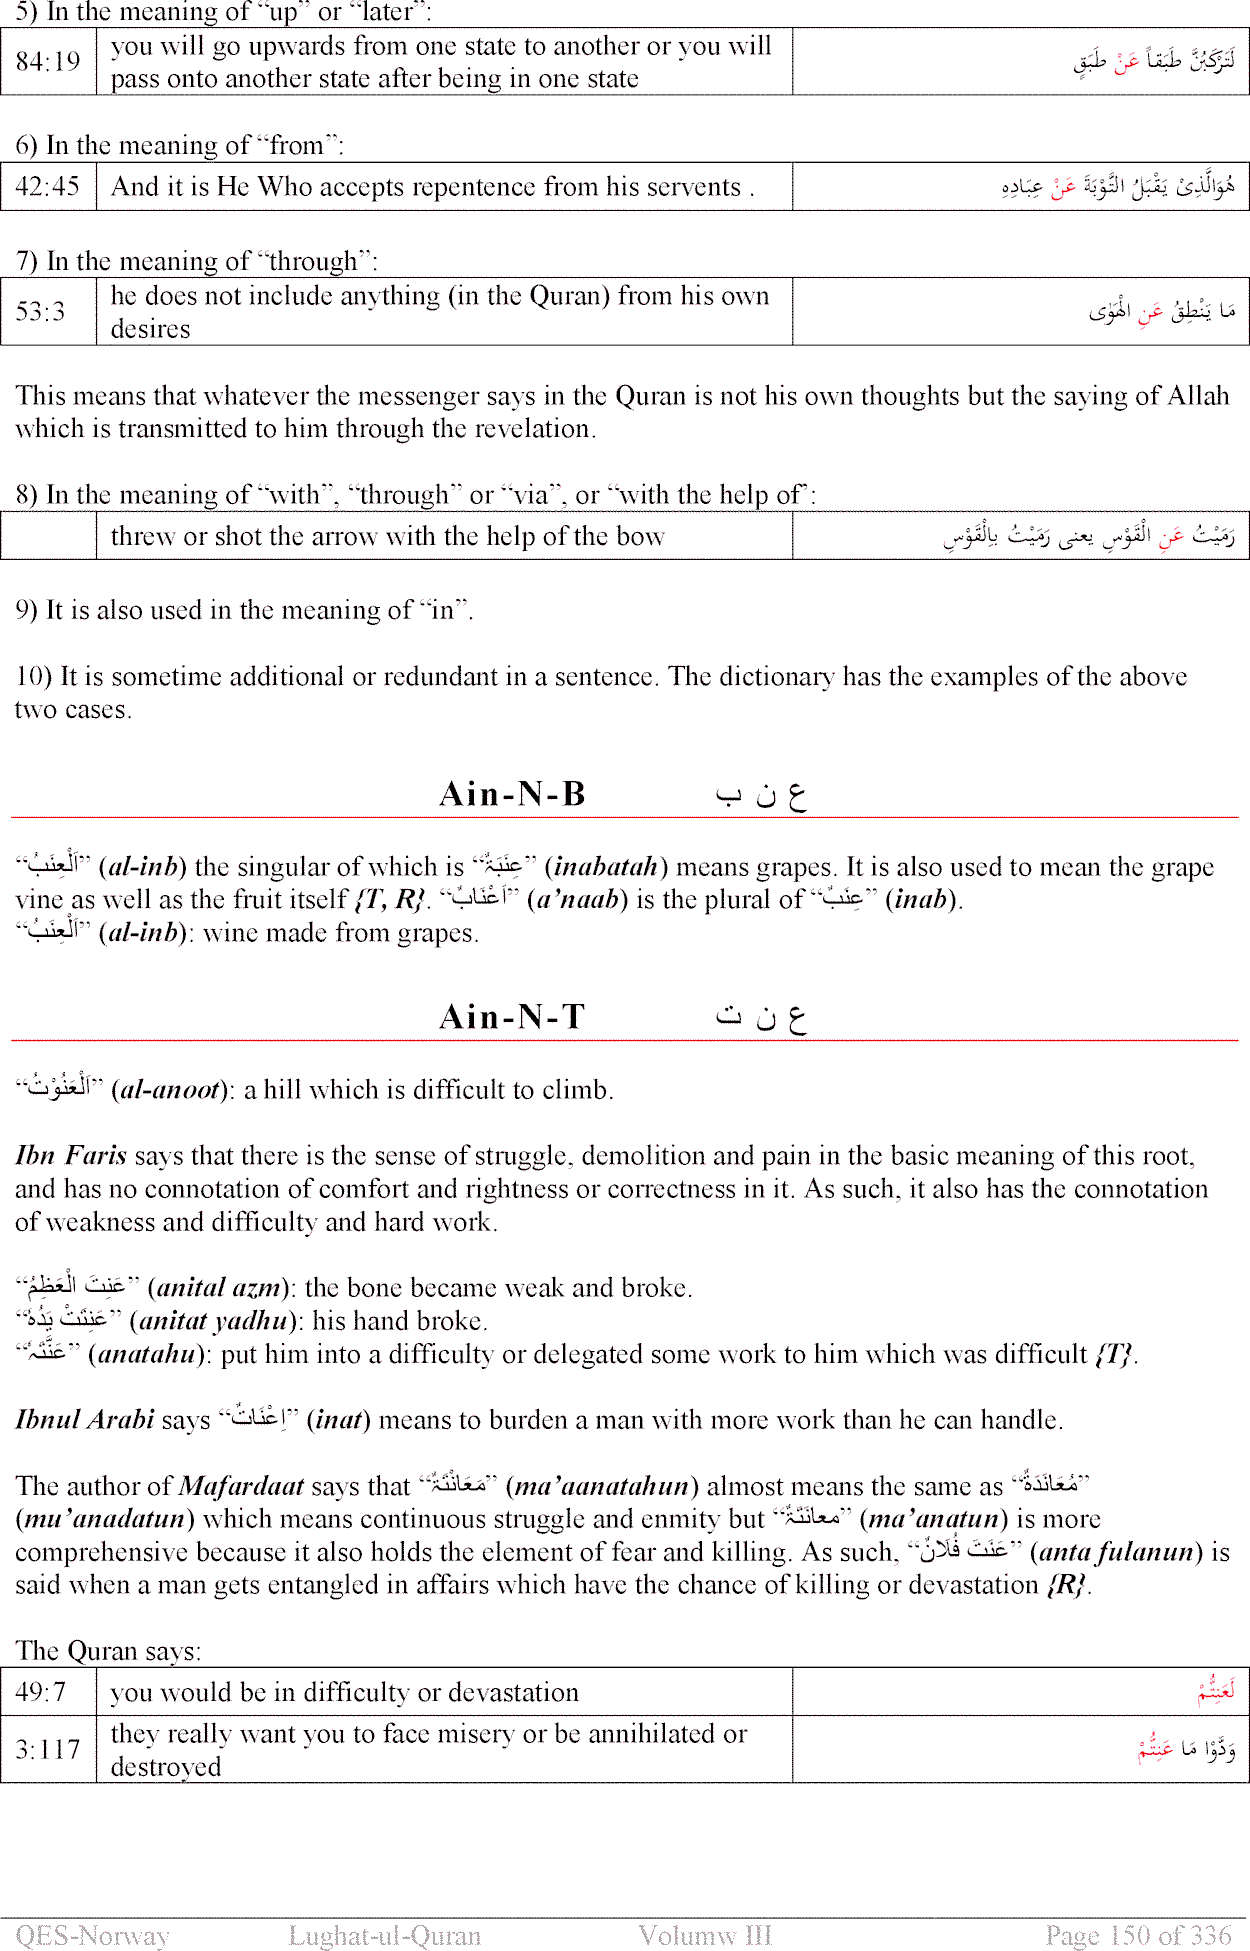 5) In the meaning of “up” or “later”:
84:19 you will go upwards from one state to another or you will لَتَرْكَبُنَّ طَبَقاً عَنْ طَبَقٍ
pass onto another state after being in one state
6) In the meaning of “from”:
42:45 And it is He Who accepts repentence from his servents . هُوَالَّذِىْ يَقْبَلُ التَّوْبَةَ عَنْ عِبَادِهِ
7) In the meaning of “through”:
53:3 he does not include anything (in the Quran) from his own مَا يَنْطِقُ عَنِ الْهَوٰى
desires
This means that whatever the messenger says in the Quran is not his own thoughts but the saying of Allah
which is transmitted to him through the revelation.
8) In the meaning of “with”, “through” or “via”, or “with the help of”:
threw or shot the arrow with the help of the bow رَمَيْتُ عَنِ الْقَوْسِ يعنى رَمَيْتُ بِالْقَوْسِ
9) It is also used in the meaning of “in”.
10) It is sometime additional or redundant in a sentence. The dictionary has the examples of the above
two cases.
Ain-N-B ع ن ب
“اَلْعِنَبُ” (al-inb) the singular of which is “عِنَبَۃٌ” (inabatah) means grapes. It is also used to mean the grape
vine as well as the fruit itself {T, R}. “اَعْنَابٌ” (a’naab) is the plural of “عِنَبٌ” (inab).
“اَلْعِنَبُ” (al-inb): wine made from grapes.
Ain-N-T ع ن ت
“اَلْعَنُوْتُ” (al-anoot): a hill which is difficult to climb.
Ibn Faris says that there is the sense of struggle, demolition and pain in the basic meaning of this root,
and has no connotation of comfort and rightness or correctness in it. As such, it also has the connotation
of weakness and difficulty and hard work.
“عَنِتَ الْعَظِمُ” (anital azm): the bone became weak and broke.
“عَنِتَتْ يَدُهٗ” (anitat yadhu): his hand broke.
“عَنَّتَہٗ” (anatahu): put him into a difficulty or delegated some work to him which was difficult {T}.
Ibnul Arabi says “اِعْنَاتٌ” (inat) means to burden a man with more work than he can handle.
The author of Mafardaat says that “مَعَانَتَۃٌ” (ma’aanatahun) almost means the same as “مُعَانَدَۃٌ”
(mu’anadatun) which means continuous struggle and enmity but “معانَتَۃٌ” (ma’anatun) is more
comprehensive because it also holds the element of fear and killing. As such, “عَنَتَ فُلَانٌ” (anta fulanun) is
said when a man gets entangled in affairs which have the chance of killing or devastation {R}.
The Quran says:
49:7 you would be in difficulty or devastation لَعَنِتُّمْ
3:117 they really want you to face misery or be annihilated or وَدُّوْا مَا عَنِتُّمْ
destroyed
QES-Norway Lughat-ul-Quran Volumw III Page 150 of 336